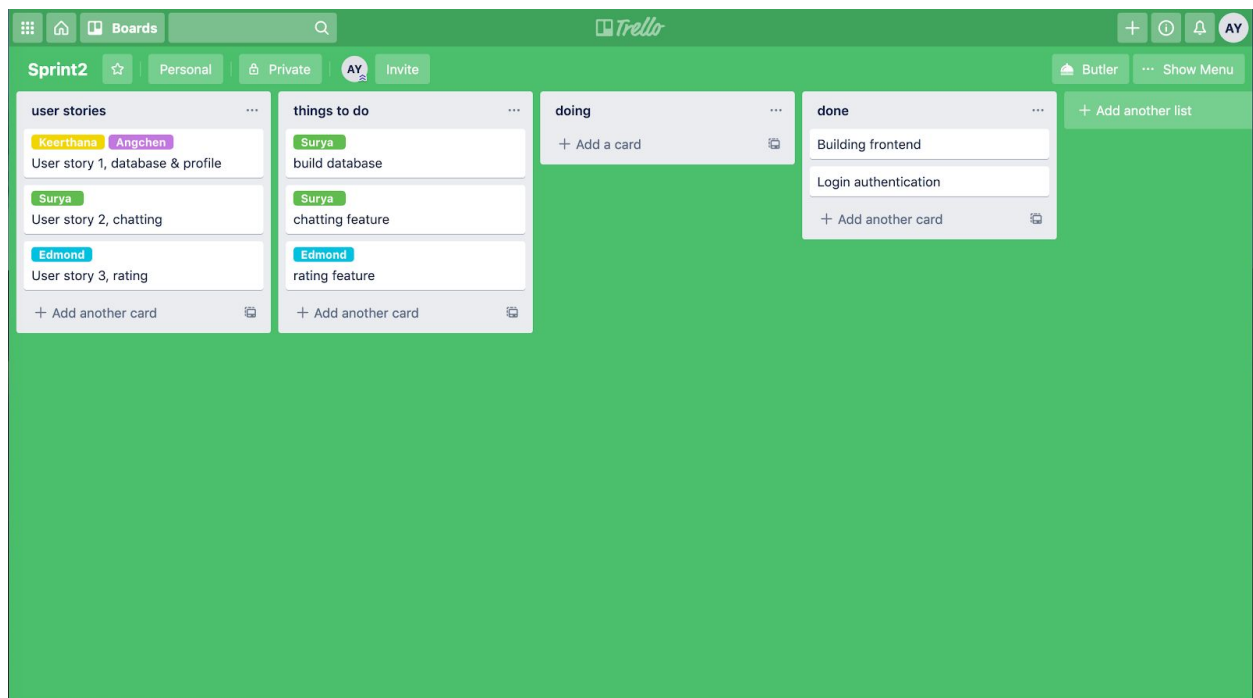 Boards
Trello
AY
Sprint2
Personal
Private
AY
Invite
Butler
··· Show Menu
user stories
Keerthana Angchen
User story 1, database & profile
Surya
User story 2, chatting
Edmond
User story 3, rating
+ Add another card
things to do
Surya
build database
Surya
chatting feature
Edmond
rating feature
+ Add another card
doing
+ Add a card
done
Building frontend
Login authentication
+ Add another card
+ Add another list